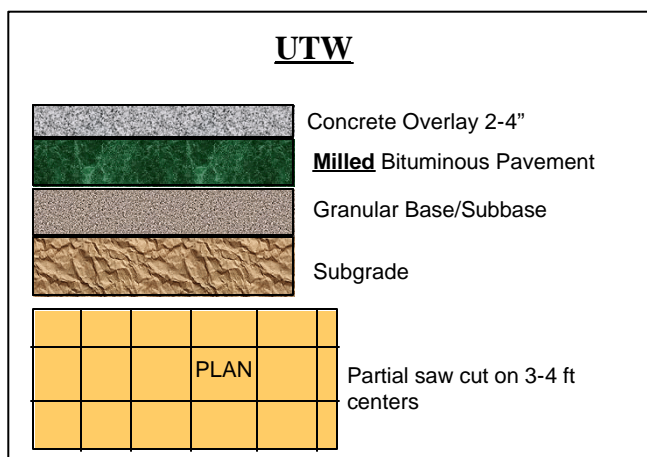 UTW
Concrete Overlay 2-4”
Milled Bituminous Pavement
Granular Base/Subbase
Subgrade
PLAN
Partial saw cut on 3-4 ft
centers